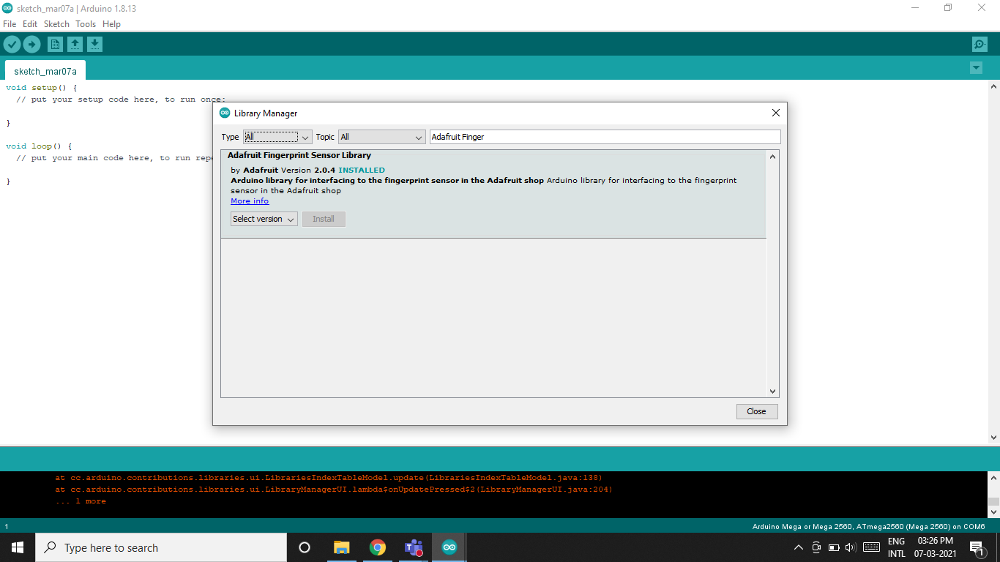 sketch_mar07a | Arduino 1.8.13
File Edit Sketch Tools Help
sketch_mar07a
void setup() {
// put your setup code here, to run once:
}
void loop() {
// put your main code here, to run repe
}
Library Manager
Type All Topic All Adafruit Finger
Adafruit Fingerprint Sensor Library
by Adafruit Version 2.0.4 INSTALLED
Arduino library for interfacing to the fingerprint sensor in the Adafruit shop Arduino library for interfacing to the fingerprint
sensor in the Adafruit shop
More info
Select version Install
Close
at cc.arduino.contributions.libraries.ui.LibrariesIndexTableModel.update(LibrariesIndexTableModel.java:138)
at cc.arduino.contributions.libraries.ui.LibraryManagerUI.lambda$onUpdatePressed$2(LibraryManagerUI.java:204)
... 1 more
1 Arduino Mega or Mega 2560, ATmega2560 (Mega 2560) on COM6
Type here to search
ENG 03:26 PM
INTL 07-03-2021 1